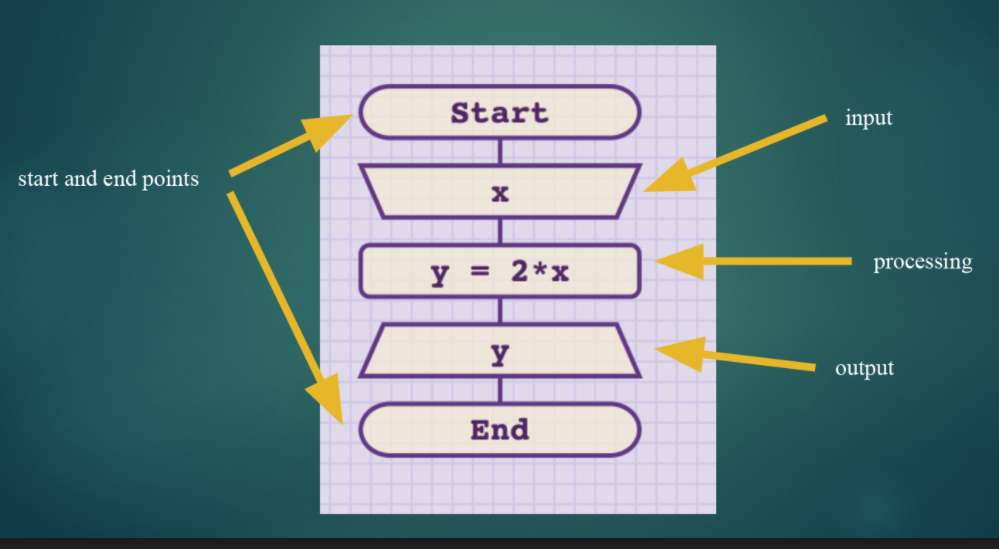 Start
input
start and end points
x
y = 2*x
processing
y
output
End